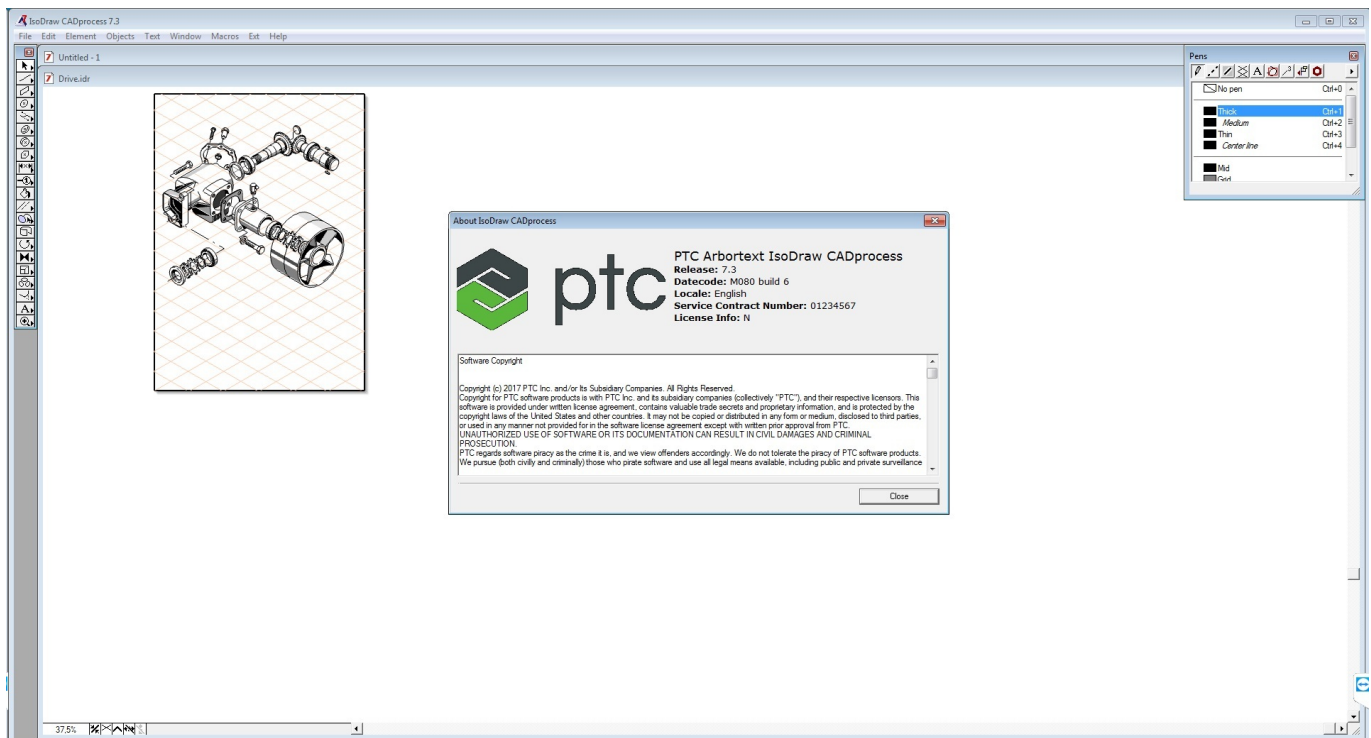 IsoDraw CADprocess 7.3
File Edit Element Objects Text Window Macros Ext Help
Untitled - 1
Drive.idr
Pens
No pen Ctrl+0
Thick Ctrl+1
Medium Ctrl+2
Thin Ctrl+3
Center line Ctrl+4
Mid
Grid
About IsoDraw CADprocess
ptc
PTC Arbortext IsoDraw CADprocess
Release: 7.3
Datecode: M080 build 6
Locale: English
Service Contract Number: 01234567
License Info: N
Software Copyright
Copyright (c) 2017 PTC Inc. and/or Its Subsidiary Companies. All Rights Reserved.
Copyright for PTC software products is with PTC Inc. and its subsidiary companies (collectively "PTC"), and their respective licensors. This
software is provided under written license agreement, contains valuable trade secrets and proprietary information, and is protected by the
copyright laws of the United States and other countries. It may not be copied or distributed in any form or medium, disclosed to third parties,
or used in any manner not provided for in the software license agreement except with written prior approval from PTC.
UNAUTHORIZED USE OF SOFTWARE OR ITS DOCUMENTATION CAN RESULT IN CIVIL DAMAGES AND CRIMINAL
PROSECUTION.
PTC regards software piracy as the crime it is, and we view offenders accordingly. We do not tolerate the piracy of PTC software products.
We pursue (both civilly and criminally) those who pirate software and use all legal means available, including public and private surveillance
Close
37,5%